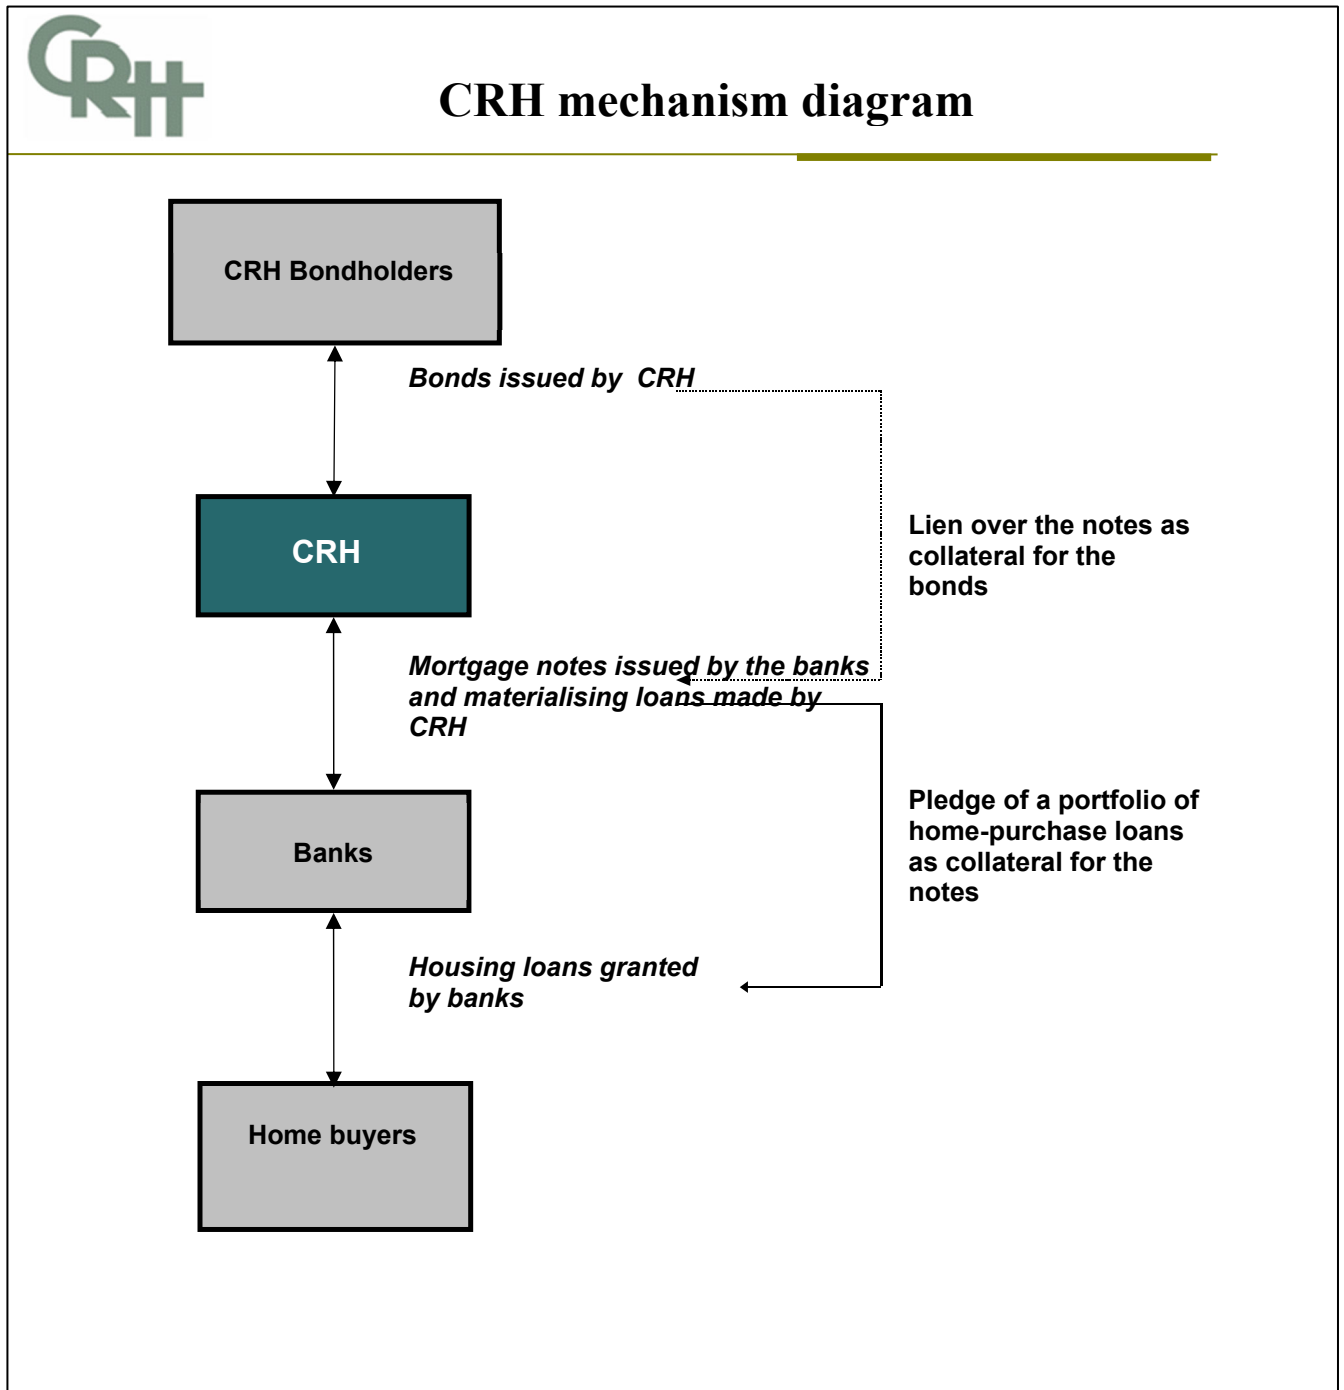 CRH
CRH mechanism diagram
CRH Bondholders
Bonds issued by CRH
CRH
Lien over the notes as
collateral for the
bonds
Mortgage notes issued by the banks
and materialising loans made by
CRH
Banks
Pledge of a portfolio of
home-purchase loans
as collateral for the
notes
Housing loans granted
by banks
Home buyers